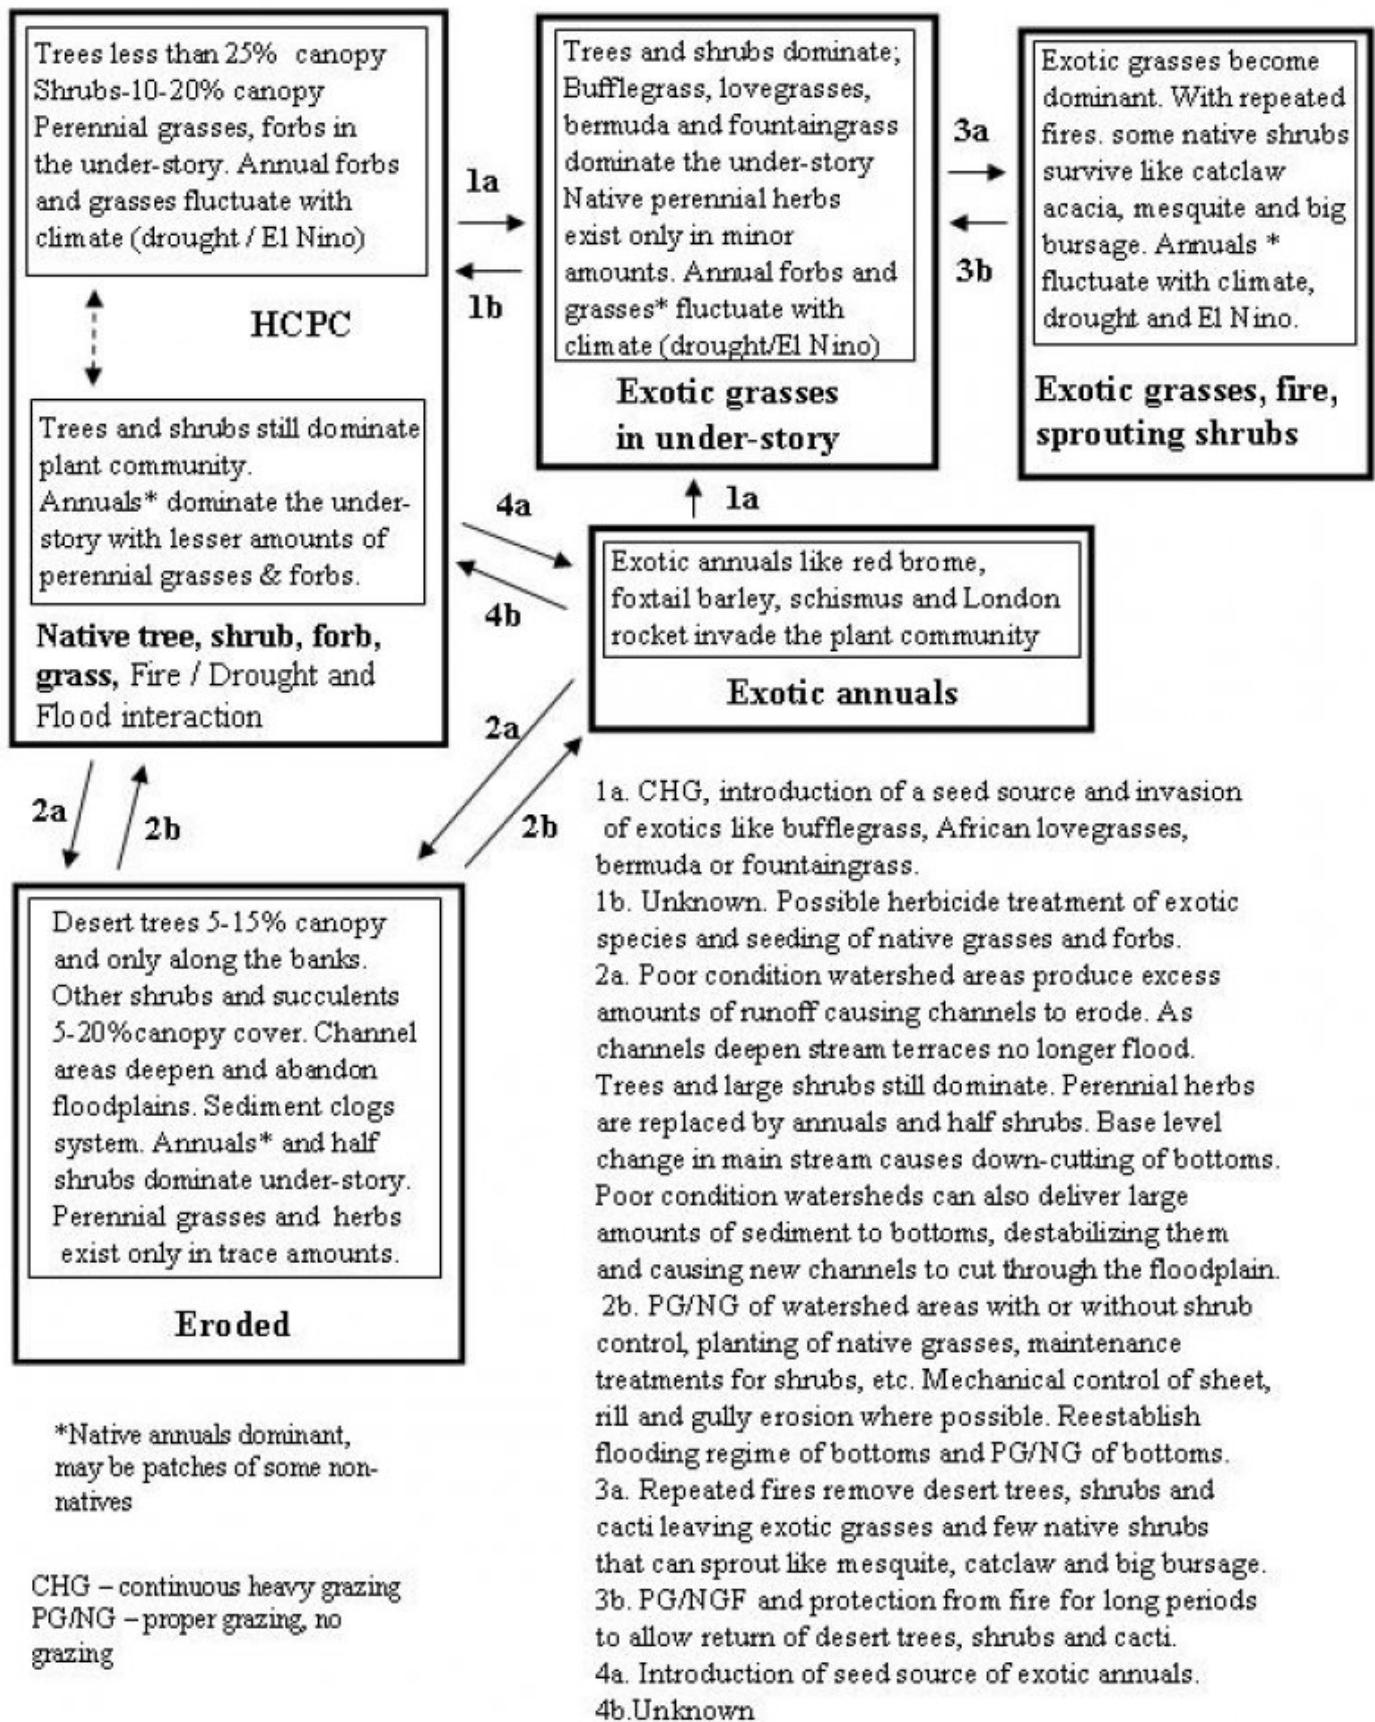 Trees less than 25% canopy
Shrubs-10-20% canopy
Perennial grasses, forbs in
the under-story. Annual forbs
and grasses fluctuate with
climate (drought / El Nino)
HCPC
Trees and shrubs still dominate
plant community.
Annuals* dominate the under-
story with lesser amounts of
perennial grasses & forbs.
Native tree, shrub, forb,
grass, Fire / Drought and
Flood interaction
1a
1b
Trees and shrubs dominate;
Bufflegrass, lovegrasses,
bermuda and fountaingrass
dominate the under-story
Native perennial herbs
exist only in minor
amounts. Annual forbs and
grasses* fluctuate with
climate (drought/El Nino)
Exotic grasses
in under-story
3a
3b
Exotic grasses become
dominant. With repeated
fires. some native shrubs
survive like catclaw
acacia, mesquite and big
bursage. Annuals *
fluctuate with climate,
drought and El Nino.
Exotic grasses, fire,
sprouting shrubs
4a
4b
1a
Exotic annuals like red brome,
foxtail barley, schismus and London
rocket invade the plant community
Exotic annuals
2a
2b
2a
2b
Desert trees 5-15% canopy
and only along the banks.
Other shrubs and succulents
5-20%canopy cover. Channel
areas deepen and abandon
floodplains. Sediment clogs
system. Annuals* and half
shrubs dominate under-story.
Perennial grasses and herbs
exist only in trace amounts.
Eroded
*Native annuals dominant,
may be patches of some non-
natives
CHG – continuous heavy grazing
PG/NG – proper grazing, no
grazing
1a. CHG, introduction of a seed source and invasion
of exotics like bufflegrass, African lovegrasses,
bermuda or fountaingrass.
1b. Unknown. Possible herbicide treatment of exotic
species and seeding of native grasses and forbs.
2a. Poor condition watershed areas produce excess
amounts of runoff causing channels to erode. As
channels deepen stream terraces no longer flood.
Trees and large shrubs still dominate. Perennial herbs
are replaced by annuals and half shrubs. Base level
change in main stream causes down-cutting of bottoms.
Poor condition watersheds can also deliver large
amounts of sediment to bottoms, destabilizing them
and causing new channels to cut through the floodplain.
2b. PG/NG of watershed areas with or without shrub
control, planting of native grasses, maintenance
treatments for shrubs, etc. Mechanical control of sheet,
rill and gully erosion where possible. Reestablish
flooding regime of bottoms and PG/NG of bottoms.
3a. Repeated fires remove desert trees, shrubs and
cacti leaving exotic grasses and few native shrubs
that can sprout like mesquite, catclaw and big bursage.
3b. PG/NGF and protection from fire for long periods
to allow return of desert trees, shrubs and cacti.
4a. Introduction of seed source of exotic annuals.
4b.Unknown